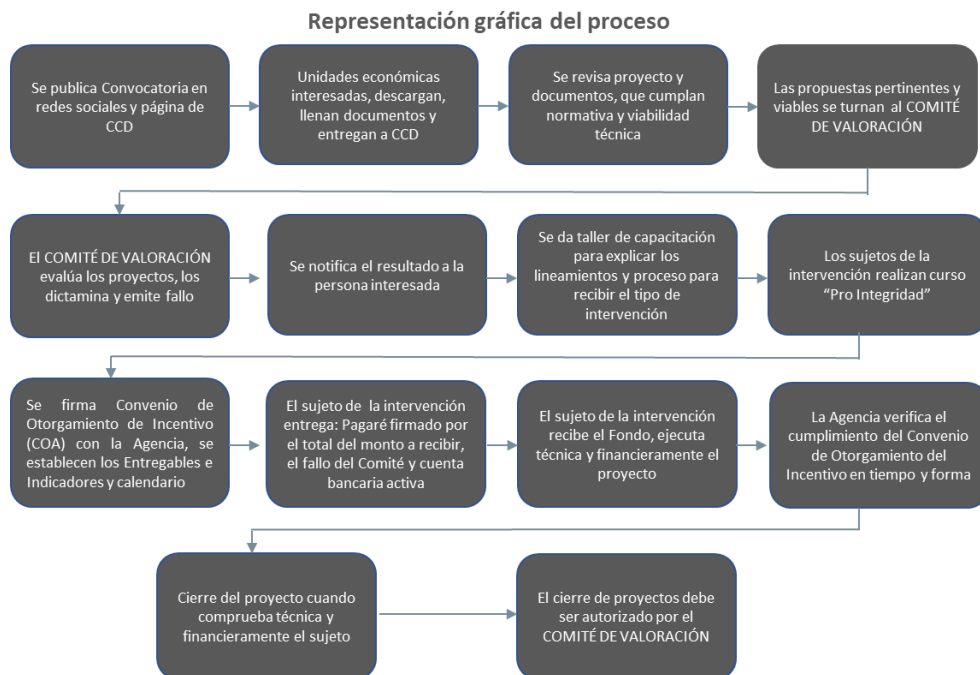 Representación gráfica del proceso
Se publica Convocatoria en
redes sociales y página de
CCD
Unidades económicas
interesadas, descargan,
llenan documentos y
entregan a CCD
Se revisa proyecto y
documentos, que cumplan
normativa y viabilidad
técnica
Las propuestas pertinentes y
viables se turnan al COMITÉ
DE VALORACIÓN
El COMITÉ DE VALORACIÓN
evalúa los proyectos, los
dictamina y emite fallo
Se notifica el resultado a la
persona interesada
Se da taller de capacitación
para explicar los
lineamientos y proceso para
recibir el tipo de
intervención
Los sujetos de la
intervención realizan curso
“Pro Integridad”
Se firma Convenio de
Otorgamiento de Incentivo
(COA) con la Agencia, se
establecen los Entregables e
Indicadores y calendario
El sujeto de la intervención
entrega: Pagaré firmado por
el total del monto a recibir,
el fallo del Comité y cuenta
bancaria activa
El sujeto de la intervención
recibe el Fondo, ejecuta
técnica y financieramente el
proyecto
La Agencia verifica el
cumplimiento del Convenio
de Otorgamiento del
Incentivo en tiempo y forma
Cierre del proyecto cuando
comprueba técnica y
financieramente el sujeto
El cierre de proyectos debe
ser autorizado por el
COMITÉ DE VALORACIÓN